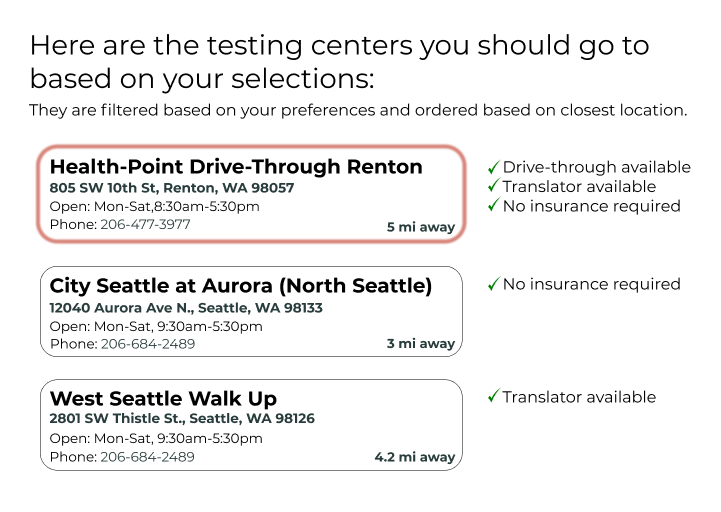 Here are the testing centers you should go to
based on your selections:
They are filtered based on your preferences and ordered based on closest location.
Health-Point Drive-Through Renton
805 SW 10th St, Renton, WA 98057
Open: Mon-Sat,8:30am-5:30pm
Phone: 206-477-3977
5 mi away
✓Drive-through available
✓Translator available
✓No insurance required
City Seattle at Aurora (North Seattle)
12040 Aurora Ave N., Seattle, WA 98133
Open: Mon-Sat, 9:30am-5:30pm
Phone: 206-684-2489
3 mi away
✓No insurance required
West Seattle Walk Up
2801 SW Thistle St., Seattle, WA 98126
Open: Mon-Sat, 9:30am-5:30pm
Phone: 206-684-2489
4.2 mi away
✓Translator available